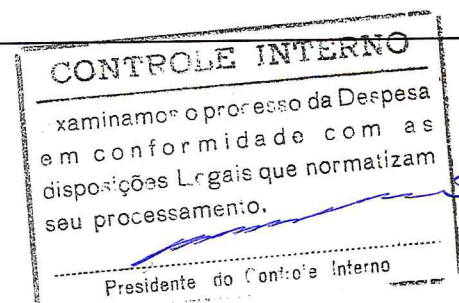 CONTROLE INTERNO
xaminamos o processo da Despesa
em conformidade com as
disposições Legais que normatizam
seu processamento.
Presidente do Controle Interno